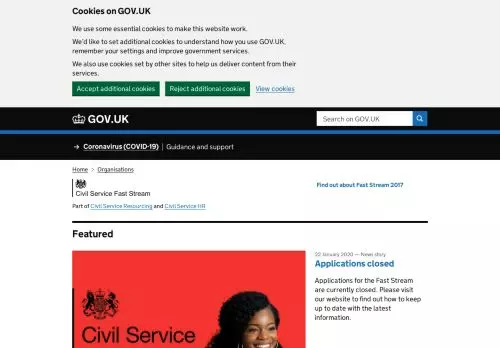 Cookies on GOV.UK
We use some essential cookies to make this website work.
We'd like to set additional cookies to understand how you use GOV.UK,
remember your settings and improve government services.
We also use cookies set by other sites to help us deliver content from their
services.
Accept additional cookies Reject additional cookies View cookies
GOV.UK Search on GOV.UK
→ Coronavirus (COVID-19) | Guidance and support
Home > Organisations
Civil Service Fast Stream
Find out about Fast Stream 2017
Part of Civil Service Resourcing and Civil Service HR
Featured
22 January 2020 — News story
Applications closed
Applications for the Fast Stream
are currently closed. Please visit
our website to find out how to keep
up to date with the latest
information.
Civil Service